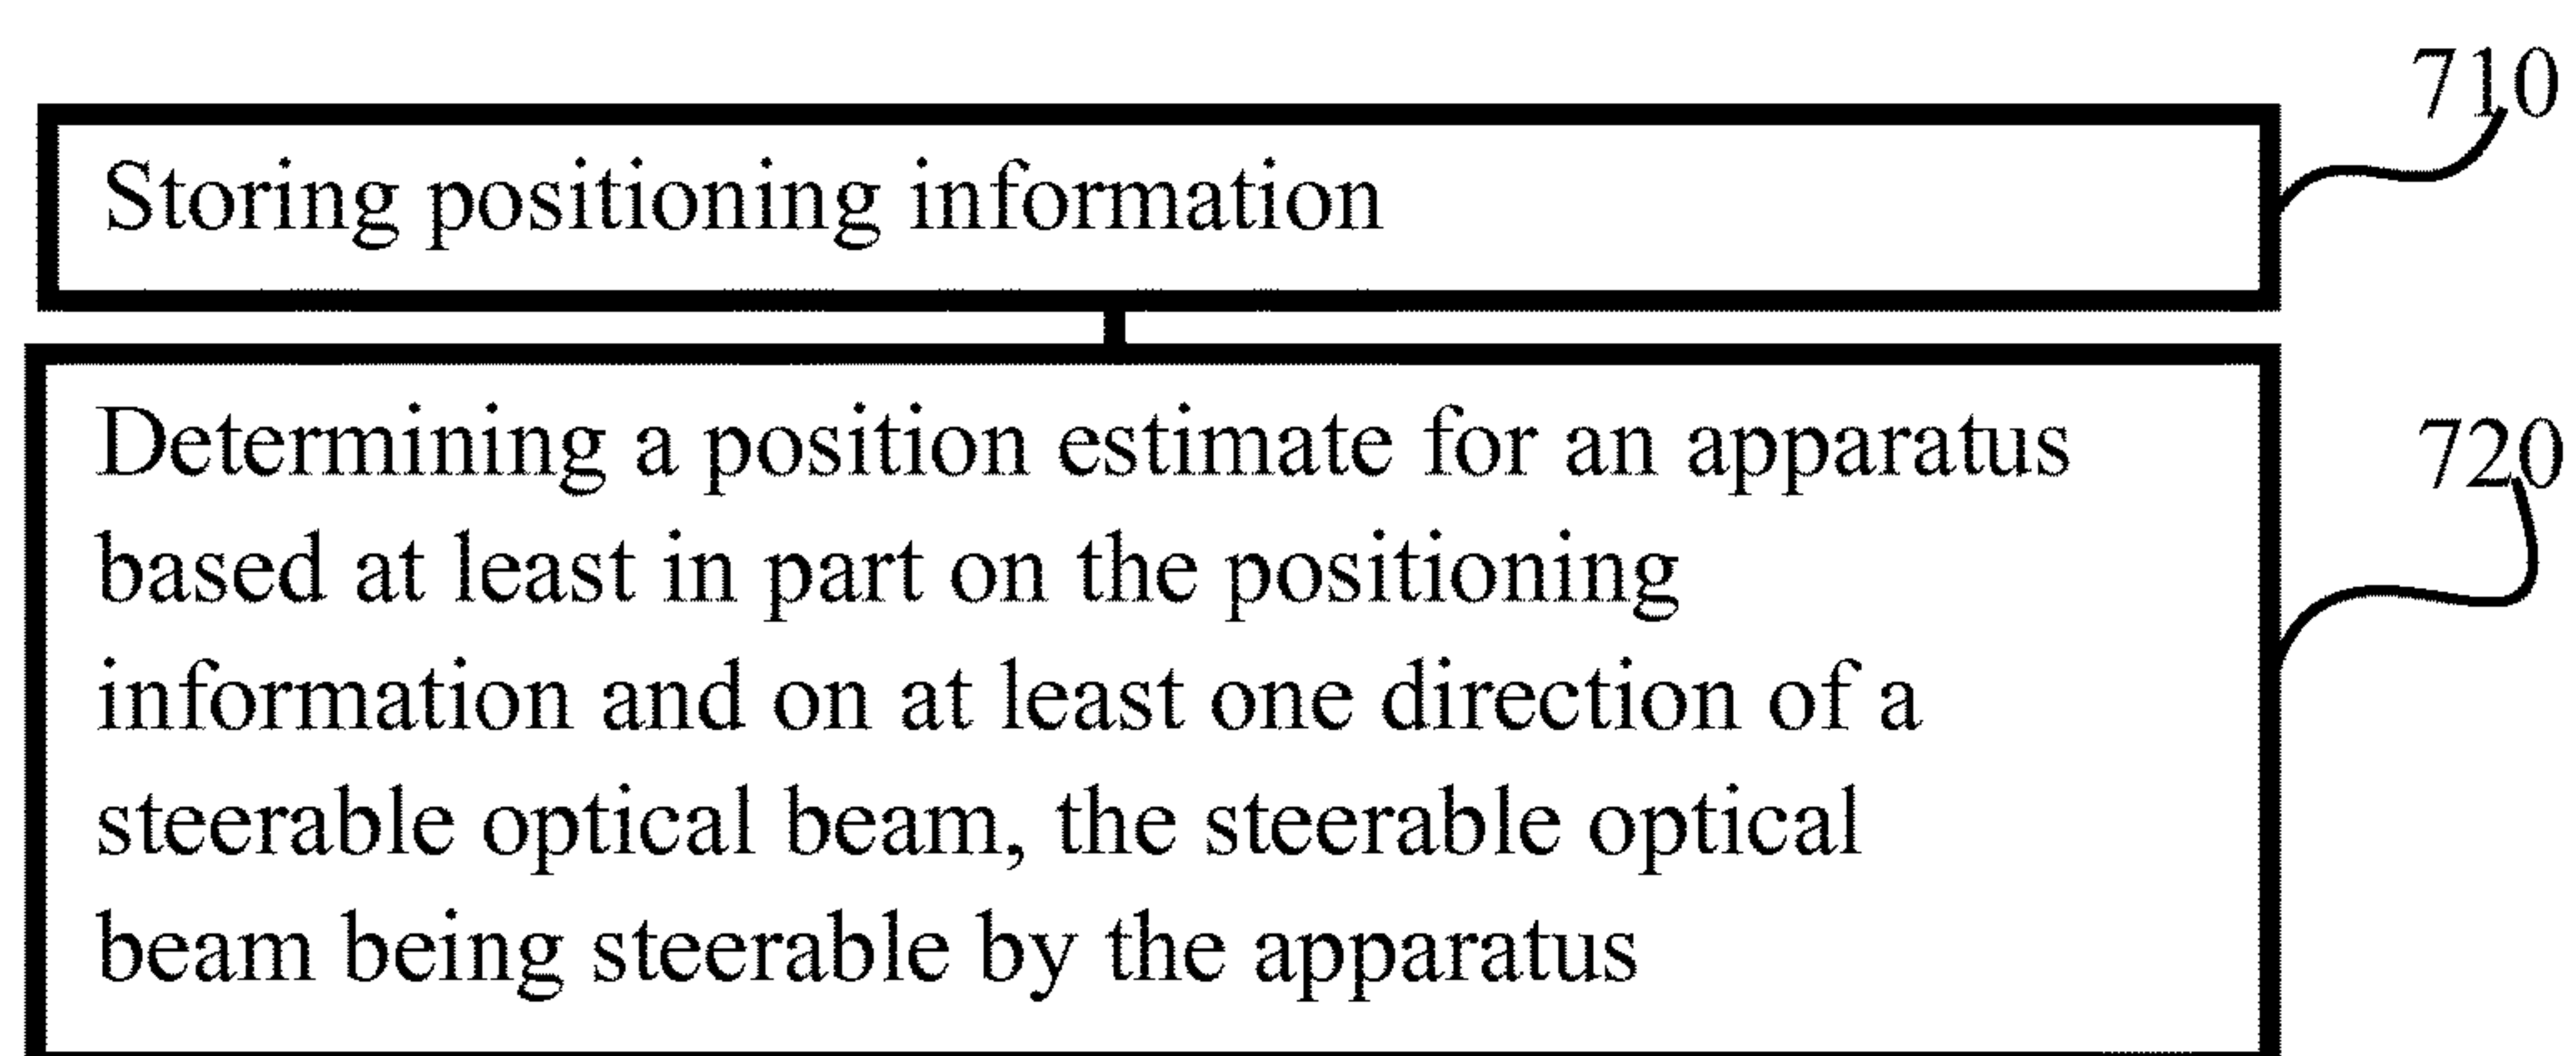 710
Storing positioning information
Determining a position estimate for an apparatus
720
based at least in part on the positioning
information and on at least one direction of a
steerable optical beam, the steerable optical
beam being steerable by the apparatus